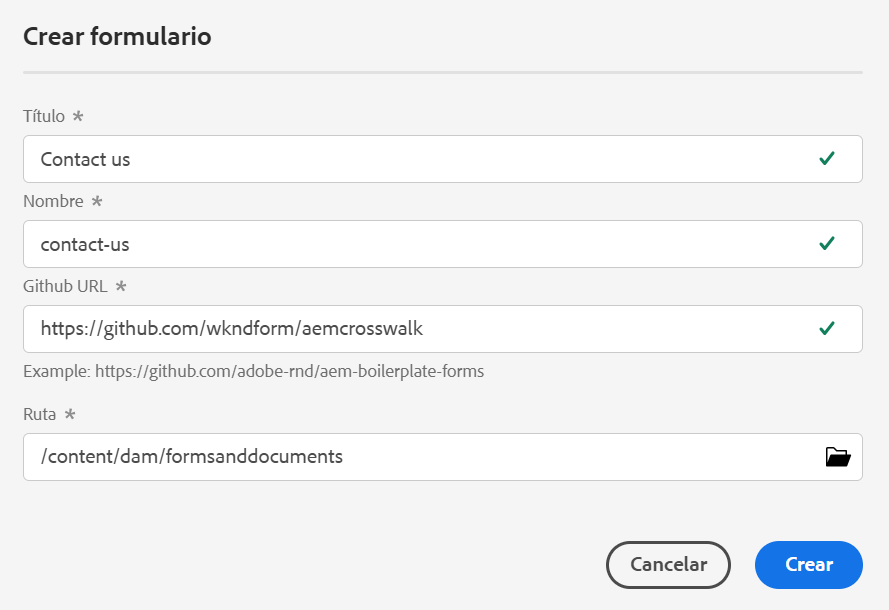 Crear formulario
Título *
Contact us
Nombre *
contact-us
Github URL *
https://github.com/wkndform/aemcrosswalk
Example: https://github.com/adobe-rnd/aem-boilerplate-forms
Ruta *
/content/dam/formsanddocuments
Cancelar
Crear